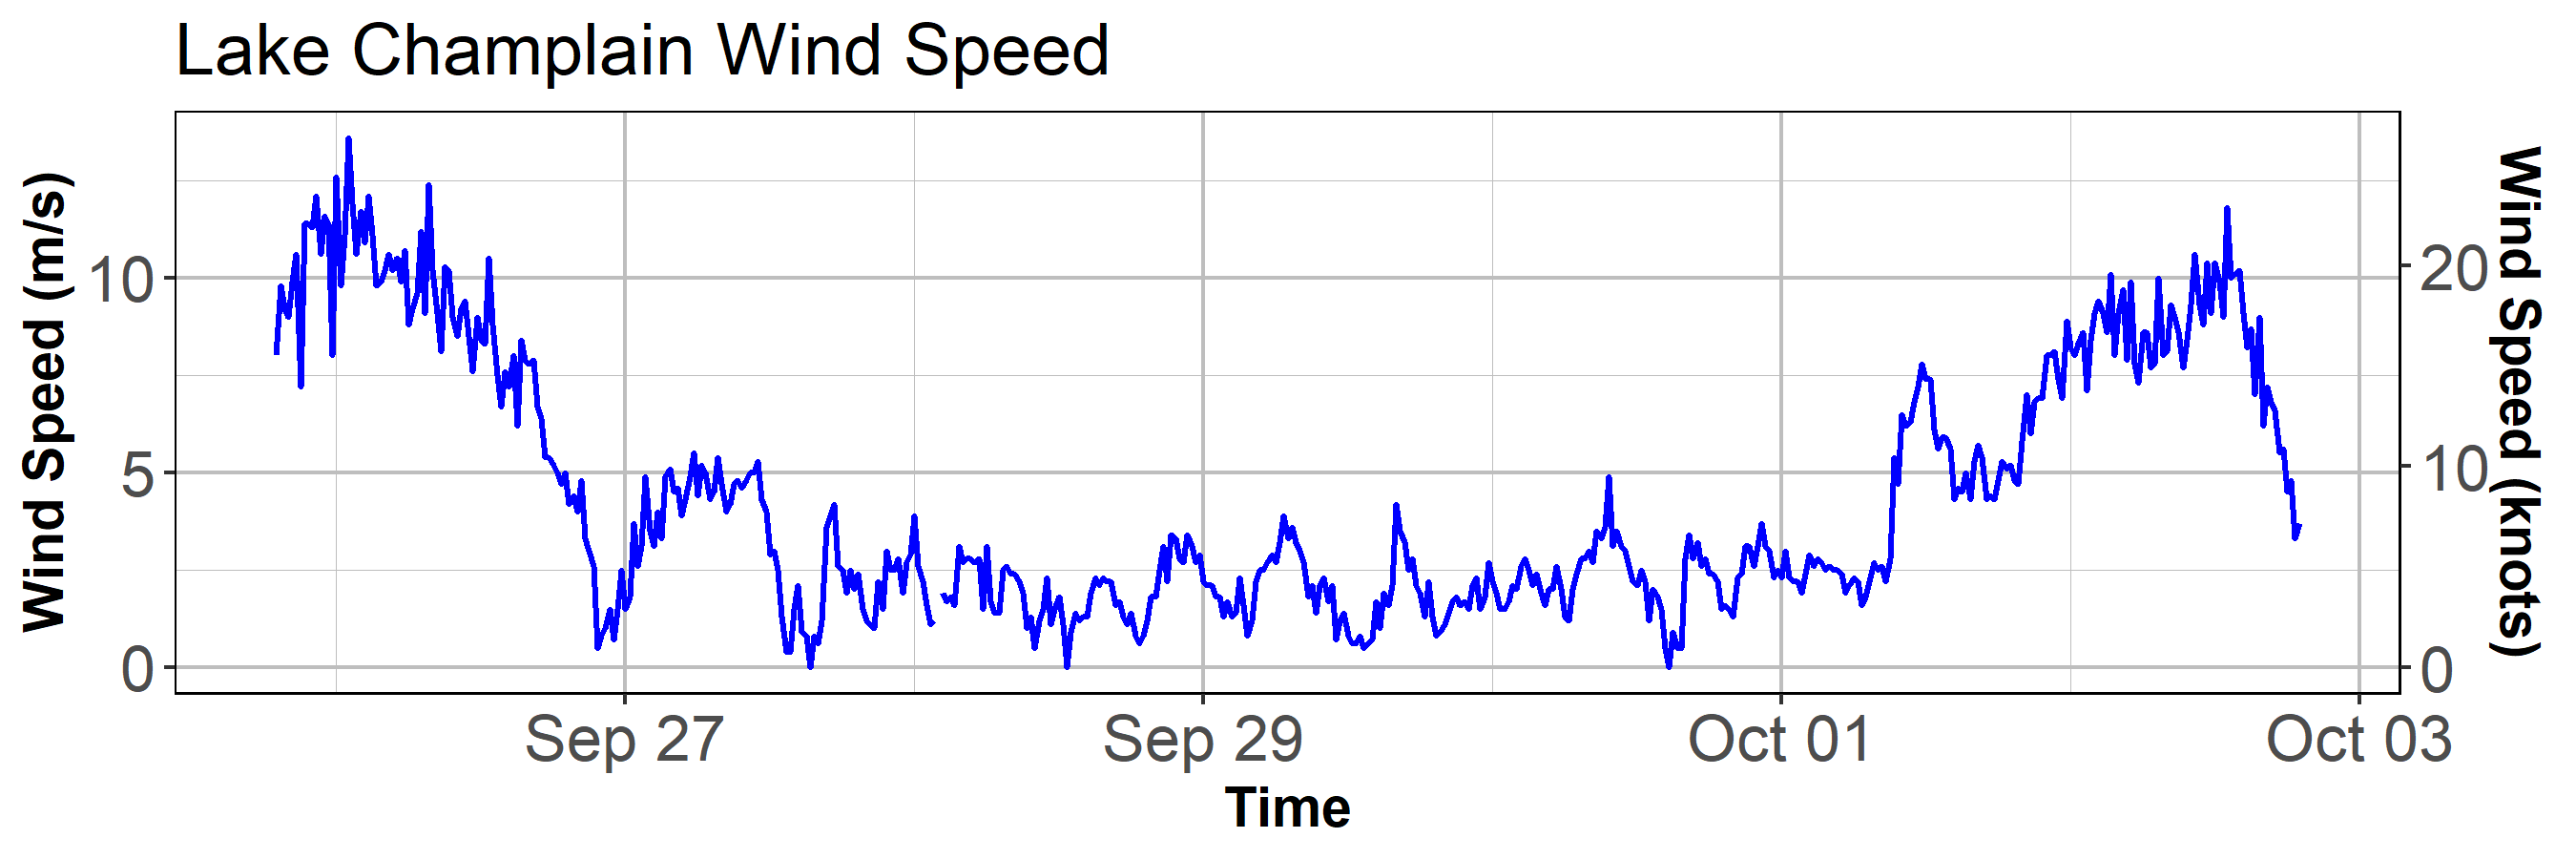 Lake Champlain Wind Speed
Wind Speed (m/s)
10
5
0
20
10
0
Wind Speed (knots)
Sep 27
Sep 29
Oct 01
Oct 03
Time